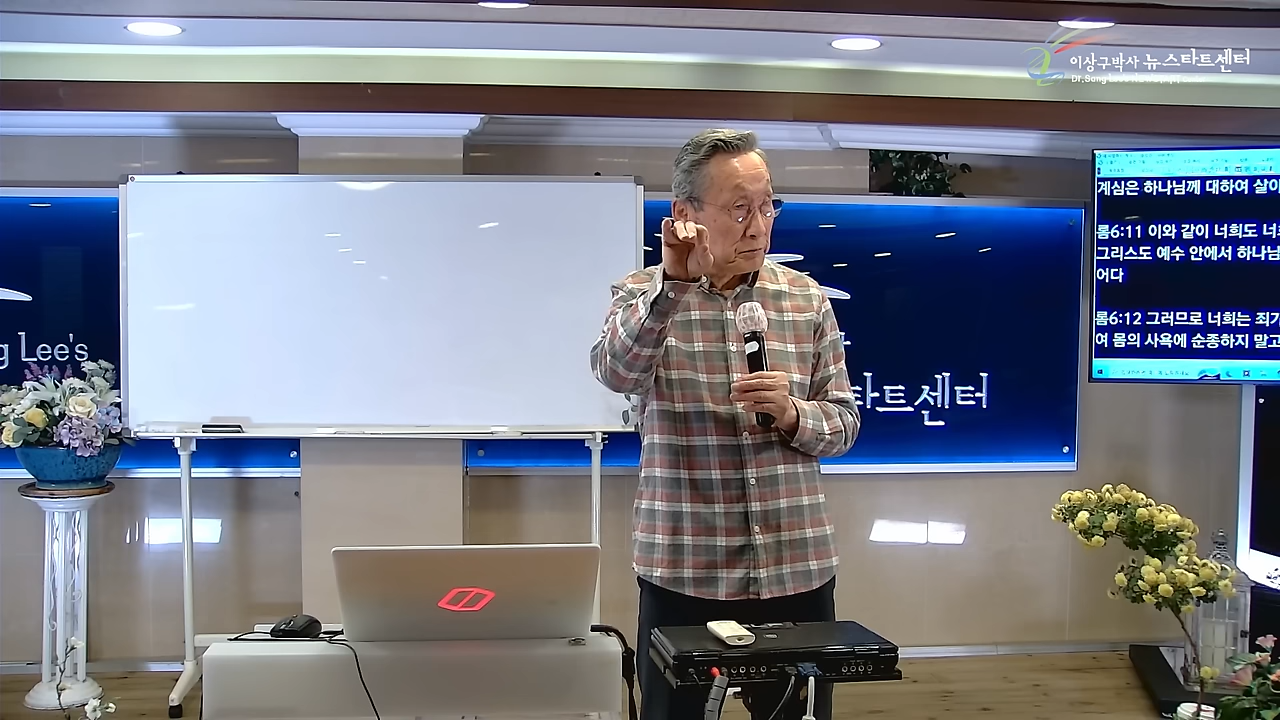 이상구박사 뉴스타트센터
Dr.Sang
계심은 하나님께 대하여 살아
롬6:11 이와 같이 너희도
그리스도 예수 안에서 하나님
어다
롬6:12 그러므로 너희는 죄가
여 몸의 사욕에 순종하지 말고
g Lee's
타트센터